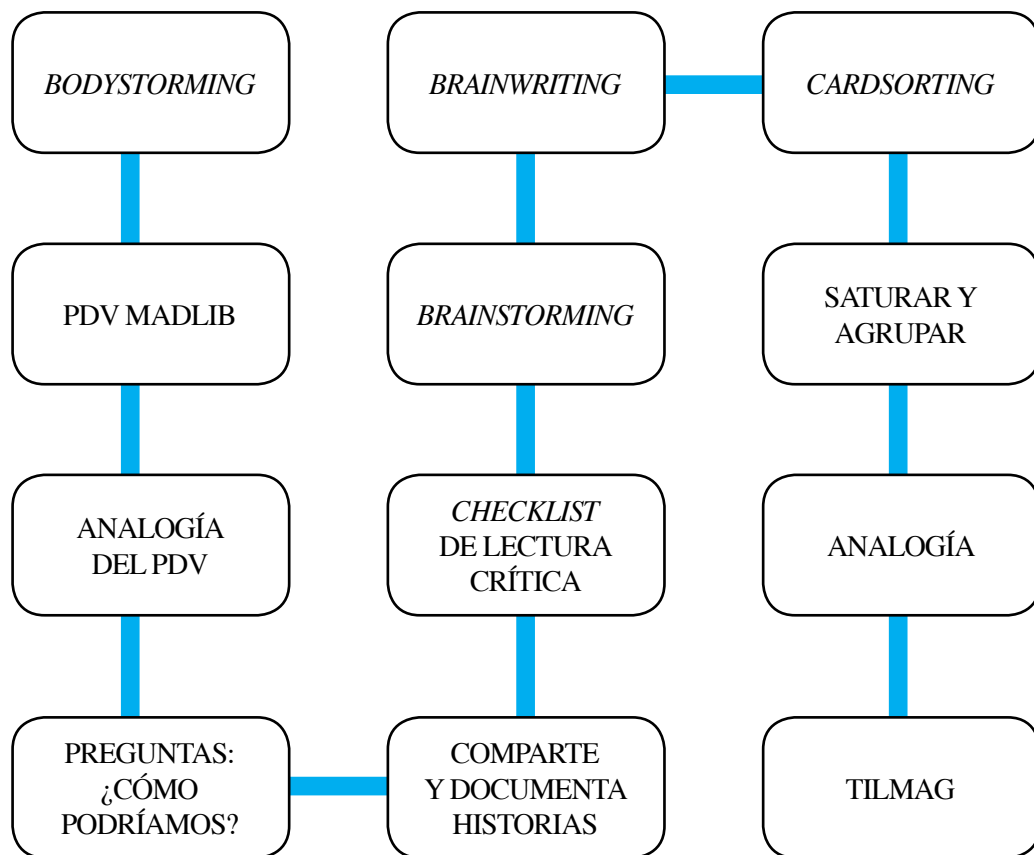 BODYSTORMING
BRAINWRITING
CARDSORTING
PDV MADLIB
BRAINSTORMING
SATURAR Y
AGRUPAR
ANALOGÍA
DEL PDV
CHECKLIST
DE LECTURA
CRÍTICA
ANALOGÍA
PREGUNTAS:
¿CÓMO
PODRÍAMOS?
COMPARTE
Y DOCUMENTA
HISTORIAS
TILMAG